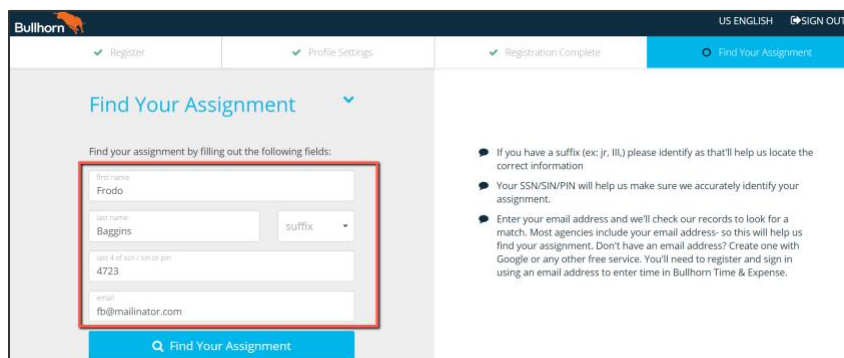 Bullhorn
US ENGLISH SIGN OUT
Register
Profile Settings
Registration Complete
Find Your Assignment
Find Your Assignment
Find your assignment by filling out the following fields:
first name
Frodo
last name
Baggins
suffix
last 4 of ssn / sin or pin
4723
email
fb@mailinator.com
Find Your Assignment
If you have a suffix (ex: jr, III,) please identify as that'll help us locate the
correct information
Your SSN/SIN/PIN will help us make sure we accurately identify your
assignment.
Enter your email address and we'll check our records to look for a
match. Most agencies include your email address- so this will help us
find your assignment. Don't have an email address? Create one with
Google or any other free service. You'll need to register and sign in
using an email address to enter time in Bullhorn Time & Expense.